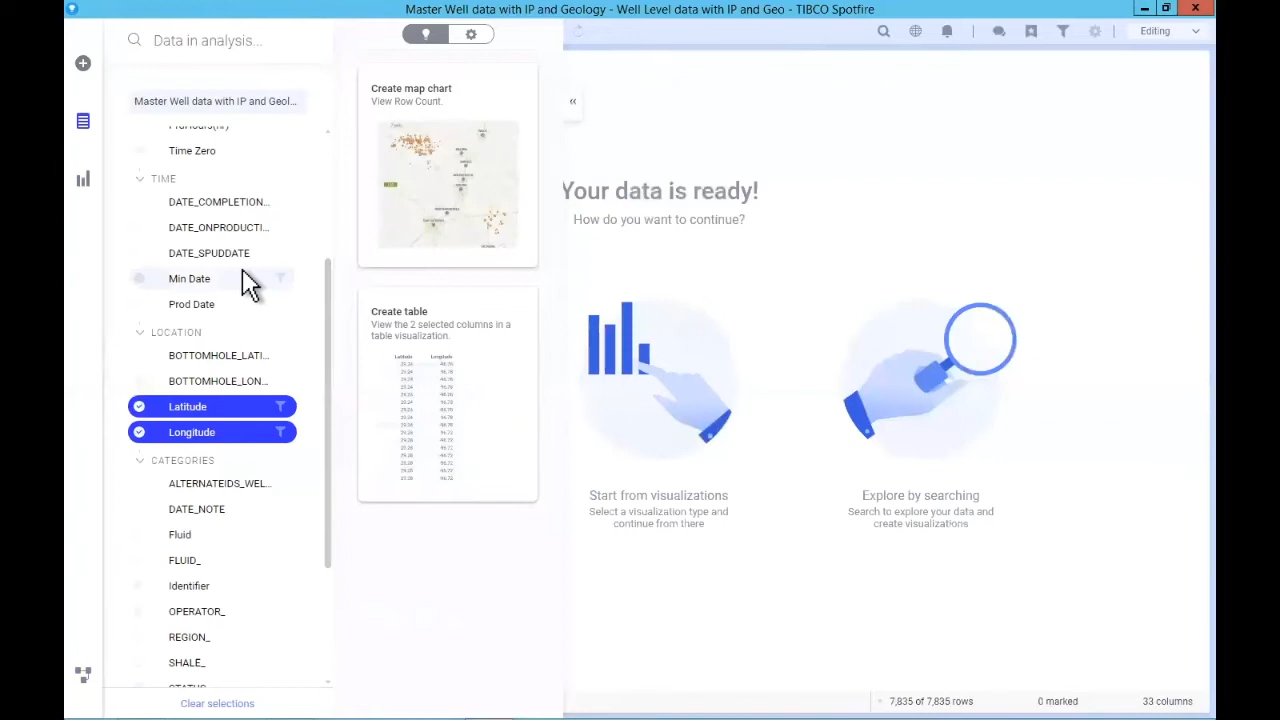 Master Well data with IP and Geology - Well Level data with IP and Geo - TIBCO Spotfire
Data in analysis...
Editing
Master Well data with IP and Geol...
Time Zero
TIME
DATE_COMPLETION...
DATE_ONPRODUCTI...
DATE_SPUDDATE
Min Date
Prod Date
LOCATION
BOTTOMHOLE_LATI...
BOTTOMHOLE_LON...
Latitude
Longitude
CATEGORIES
ALTERNATEIDS_WEL...
DATE_NOTE
Fluid
FLUID_
Identifier
OPERATOR_
REGION_
SHALE_
Clear selections
Create map chart
View Row Count.
Create table
View the 2 selected columns in a
table visualization.
Latitude Longitude
Your data is ready!
How do you want to continue?
Start from visualizations
Select a visualization type and
continue from there
Explore by searching
Search to explore your data and
create visualizations
7,835 of 7,835 rows
0 marked
33 columns